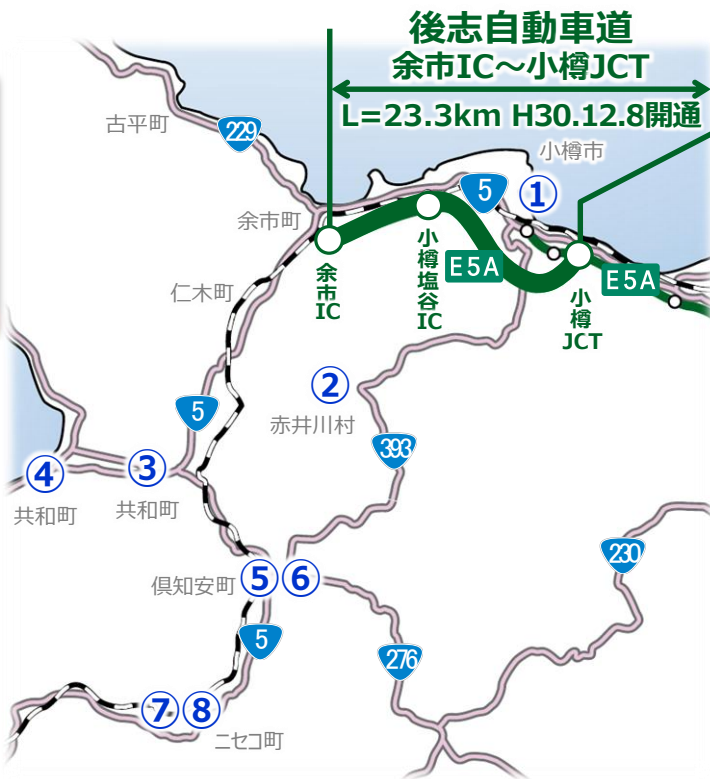 後志自動車道
余市IC～小樽JCT
L=23.3km H30.12.8開通
古平町
229
小樽市
5
①
余市町
余市IC
小樽塩谷IC
E5A
小樽JCT
E5A
仁木町
②
赤井川村
5
393
④
③
共和町
共和町
230
倶知安町
⑤
⑥
5
276
⑦
⑧
ニセコ町